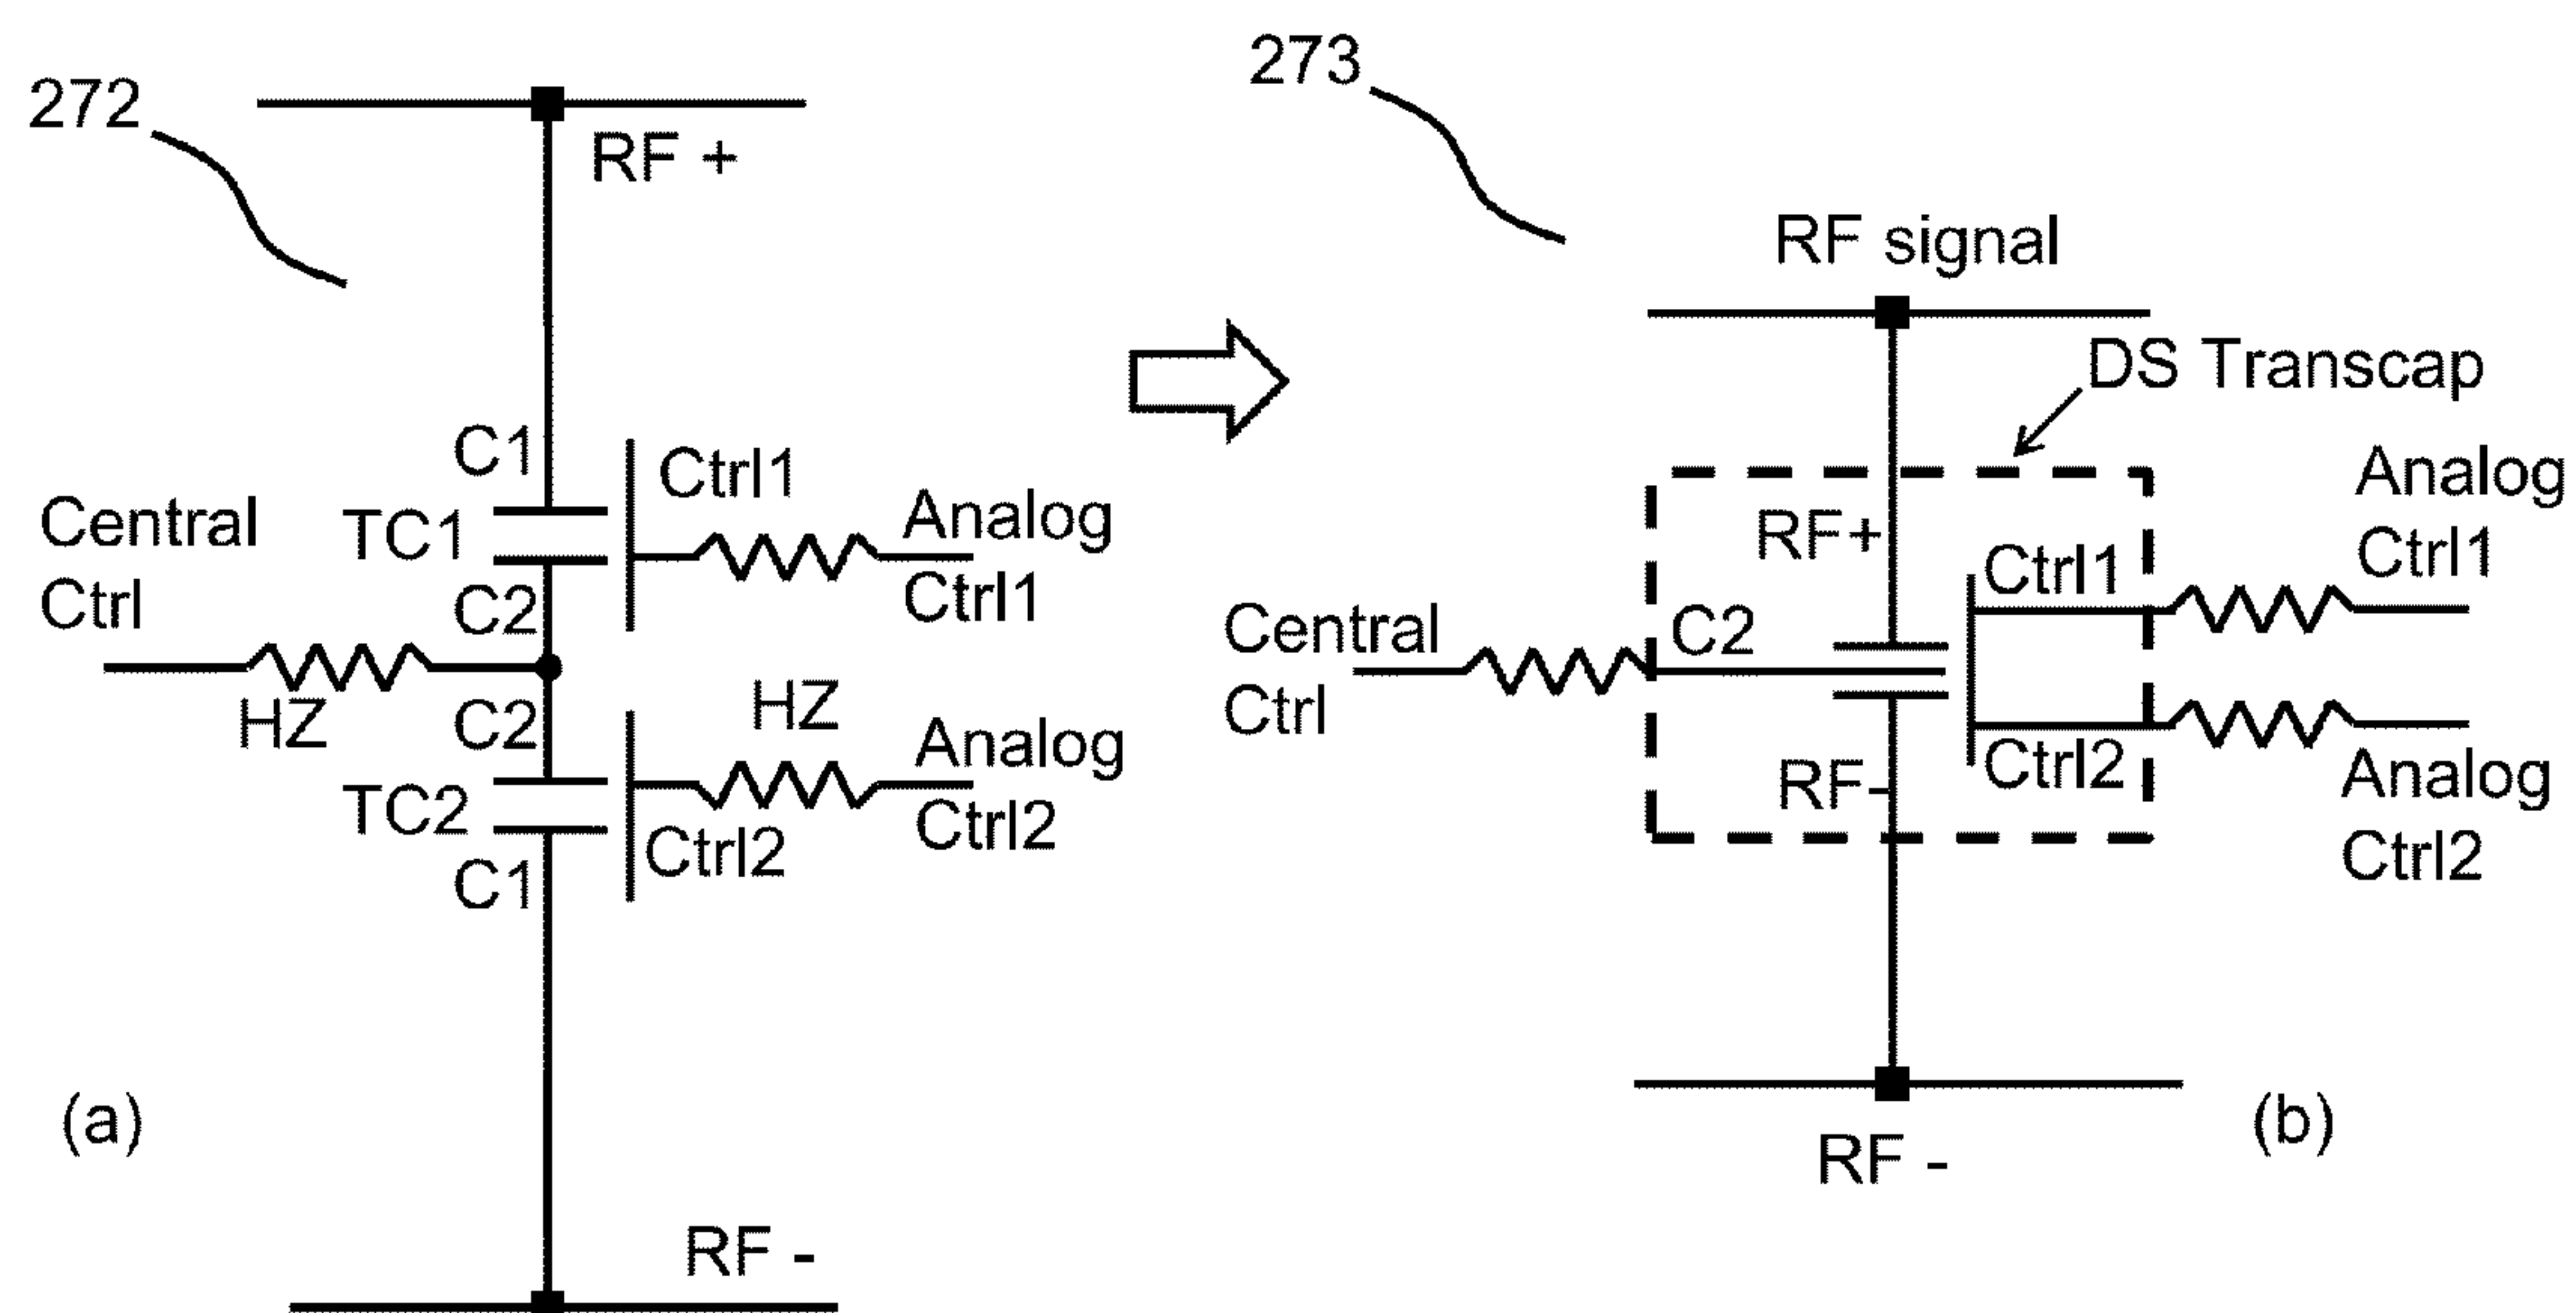 272
RF +
C1
Ctrl1
Central
Ctrl
TC1
Analog
Ctrl1
C2
HZ
C2
HZ
Analog
Ctrl2
TC2
Ctrl2
C1
RF -
(a)
273
RF signal
DS Transcap
RF+
Analog
Ctrl1
Ctrl1
Central
Ctrl
C2
RF-
Ctrl2
Analog
Ctrl2
RF -
(b)